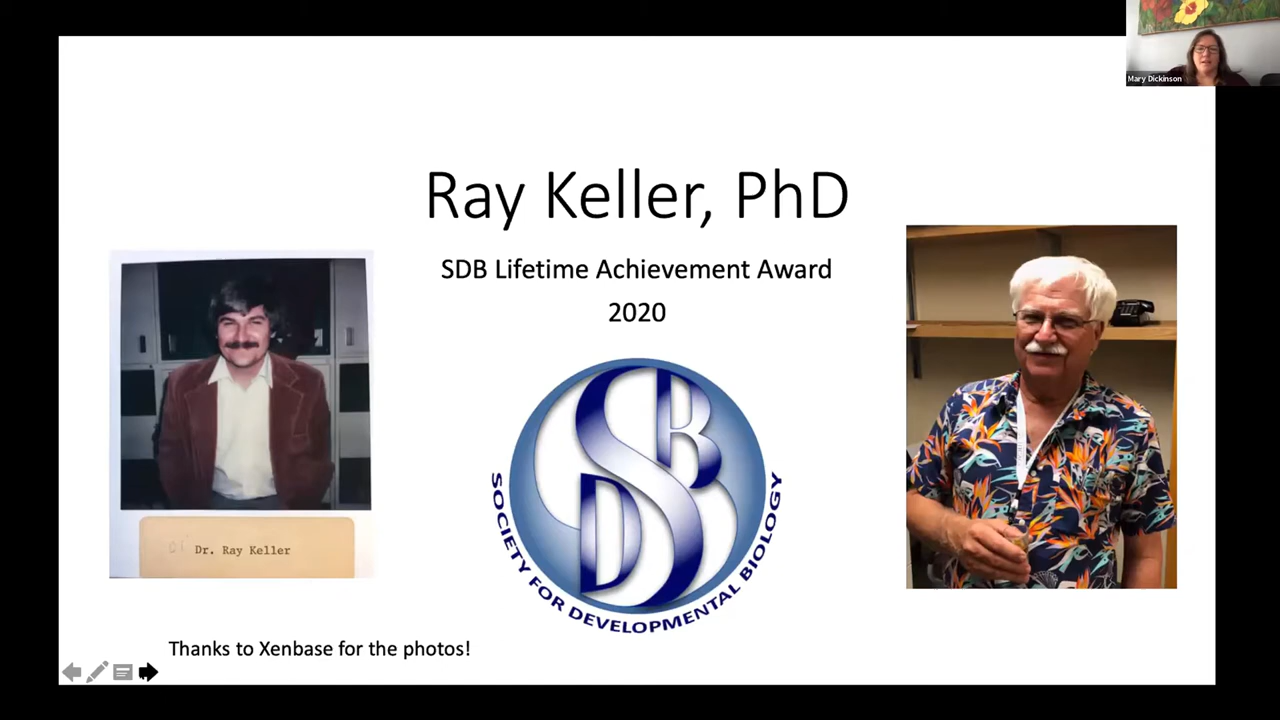 Mary Dickinson
Ray Keller, PhD
SDB Lifetime Achievement Award
2020
Dr. Ray Keller
SDB
SOCIETY FOR DEVELOPMENTAL BIOLOGY
Thanks to Xenbase for the photos!